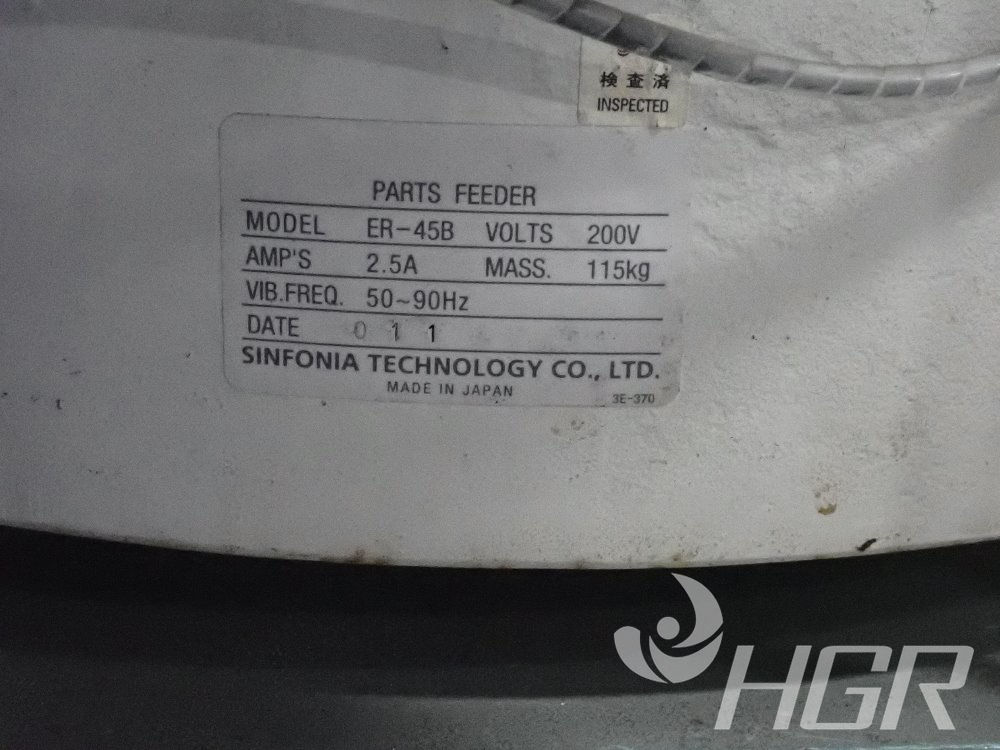 検査済
INSPECTED
PARTS FEEDER
MODEL ER-45B VOLTS 200V
AMP'S 2.5A MASS. 115kg
VIB.FREQ. 50~90Hz
DATE 0 1 1
SINFONIA TECHNOLOGY CO., LTD.
MADE IN JAPAN
3E-370
HGR